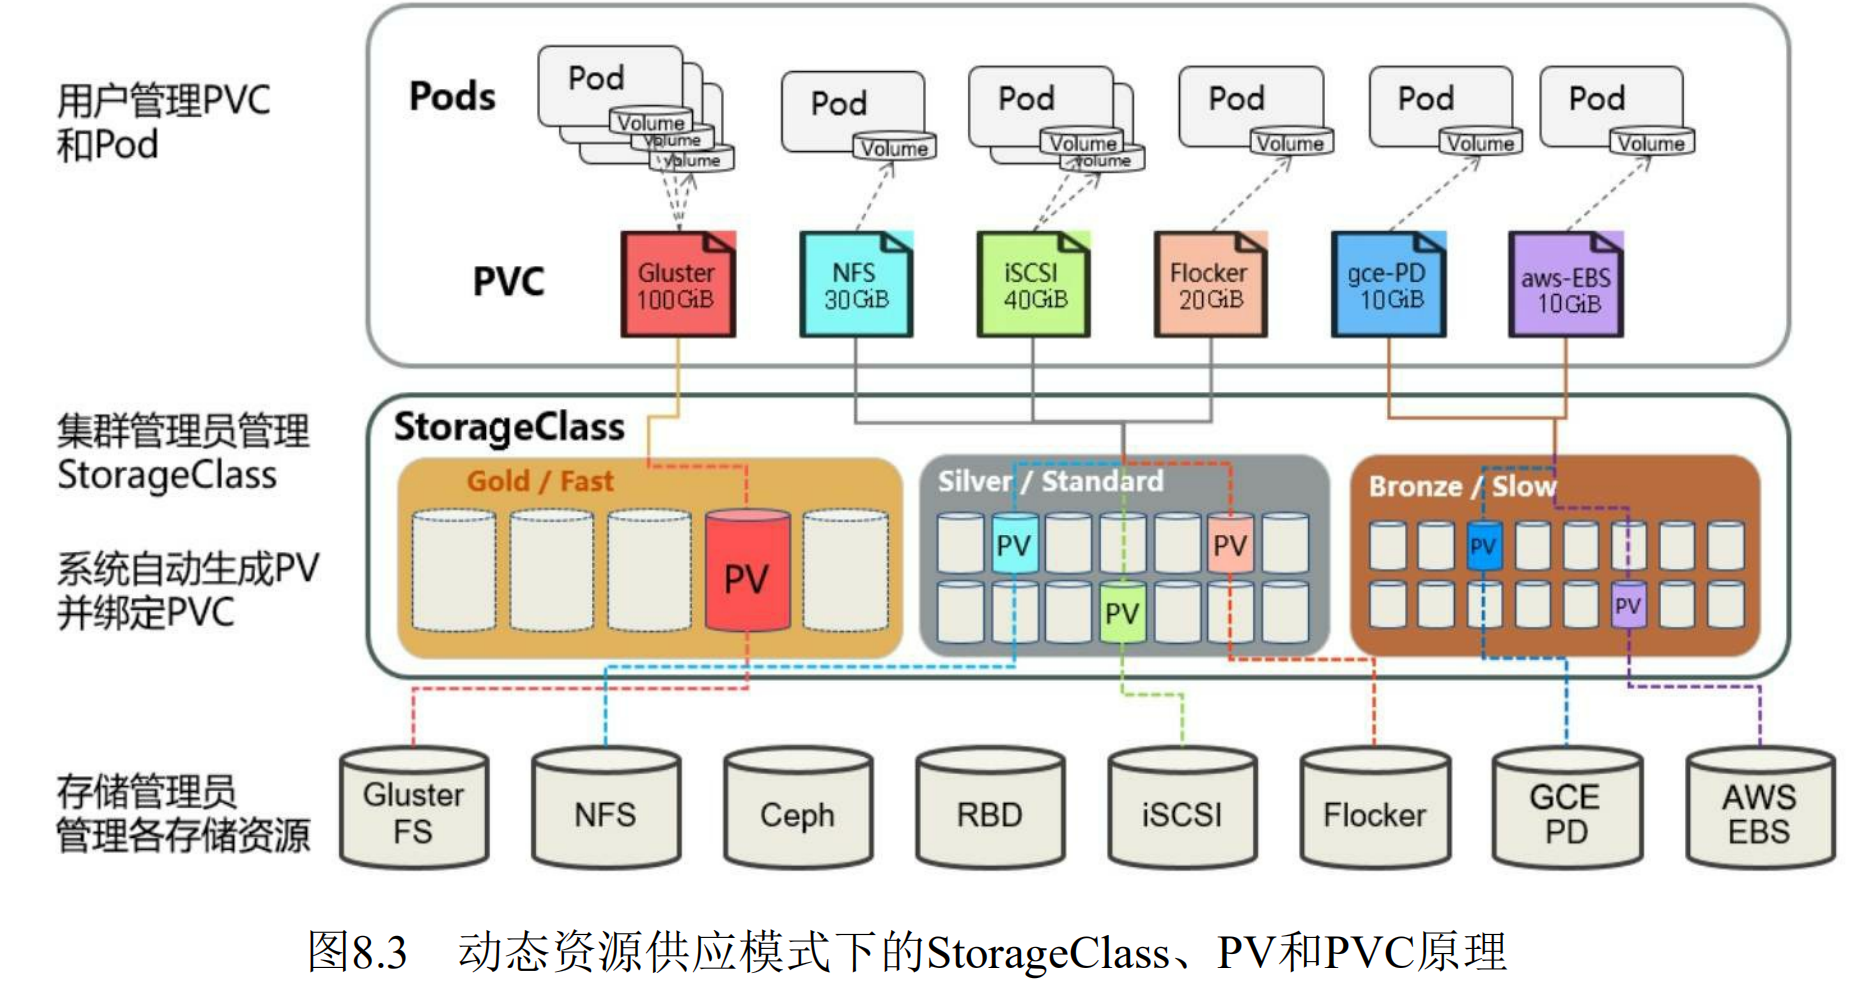 用户管理PVC
和Pod
Pods
Pod
Volume
Volume
Volume
Pod
Volume
Pod
Volume
Volume
Pod
Volume
Pod
Volume
Pod
Volume
PVC
Gluster
100GiB
NFS
30GiB
iSCSI
40GiB
Flocker
20GiB
gce-PD
10GiB
aws-EBS
10GiB
集群管理员管理
StorageClass
StorageClass
Gold / Fast
Silver / Standard
Bronze / Slow
系统自动生成PV
并绑定PVC
PV
PV
PV
PV
PV
PV
存储管理员
管理各存储资源
Gluster
FS
NFS
Ceph
RBD
iSCSI
Flocker
GCE
PD
AWS
EBS
图8.3 动态资源供应模式下的StorageClass、PV和PVC原理